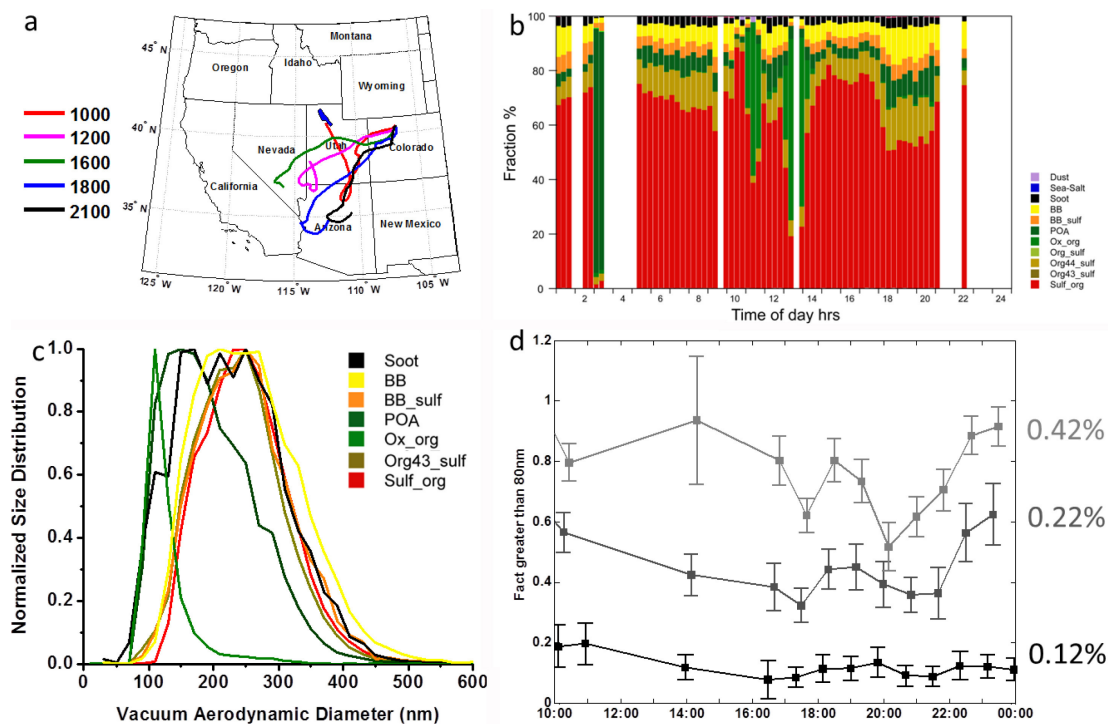 a
45° N
40° N
35° N
125° W
120° W
115° W
110° W
105° W
Montana
Oregon
Idaho
Wyoming
Nevada
Utah
Colorado
California
Arizona
New Mexico
1000
1200
1600
1800
2100
b
Fraction %
100
80
60
40
20
0
2 4 6 8 10 12 14 16 18 20 22 24
Time of day hrs
Dust
Sea-Salt
Soot
BB
BB_sulf
POA
Ox_org
Org_sulf
Org44_sulf
Org43_sulf
Sulf_org
c
Normalized Size Distribution
1.0
0.8
0.6
0.4
0.2
0.0
0 100 200 300 400 500 600
Vacuum Aerodynamic Diameter (nm)
Soot
BB
BB_sulf
POA
Ox_org
Org43_sulf
Sulf_org
d
Fact greater than 80nm
1.2
1
0.8
0.6
0.4
0.2
0
10:00 12:00 14:00 16:00 18:00 20:00 22:00 00:00
0.42%
0.22%
0.12%